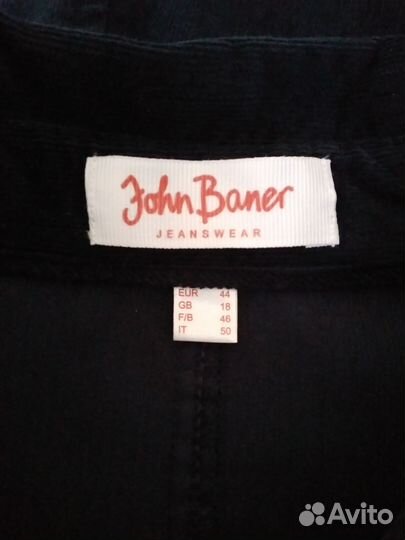 John Baner
JEANSWEAR
EUR 44
GB 18
F/B 46
IT 50
Avito